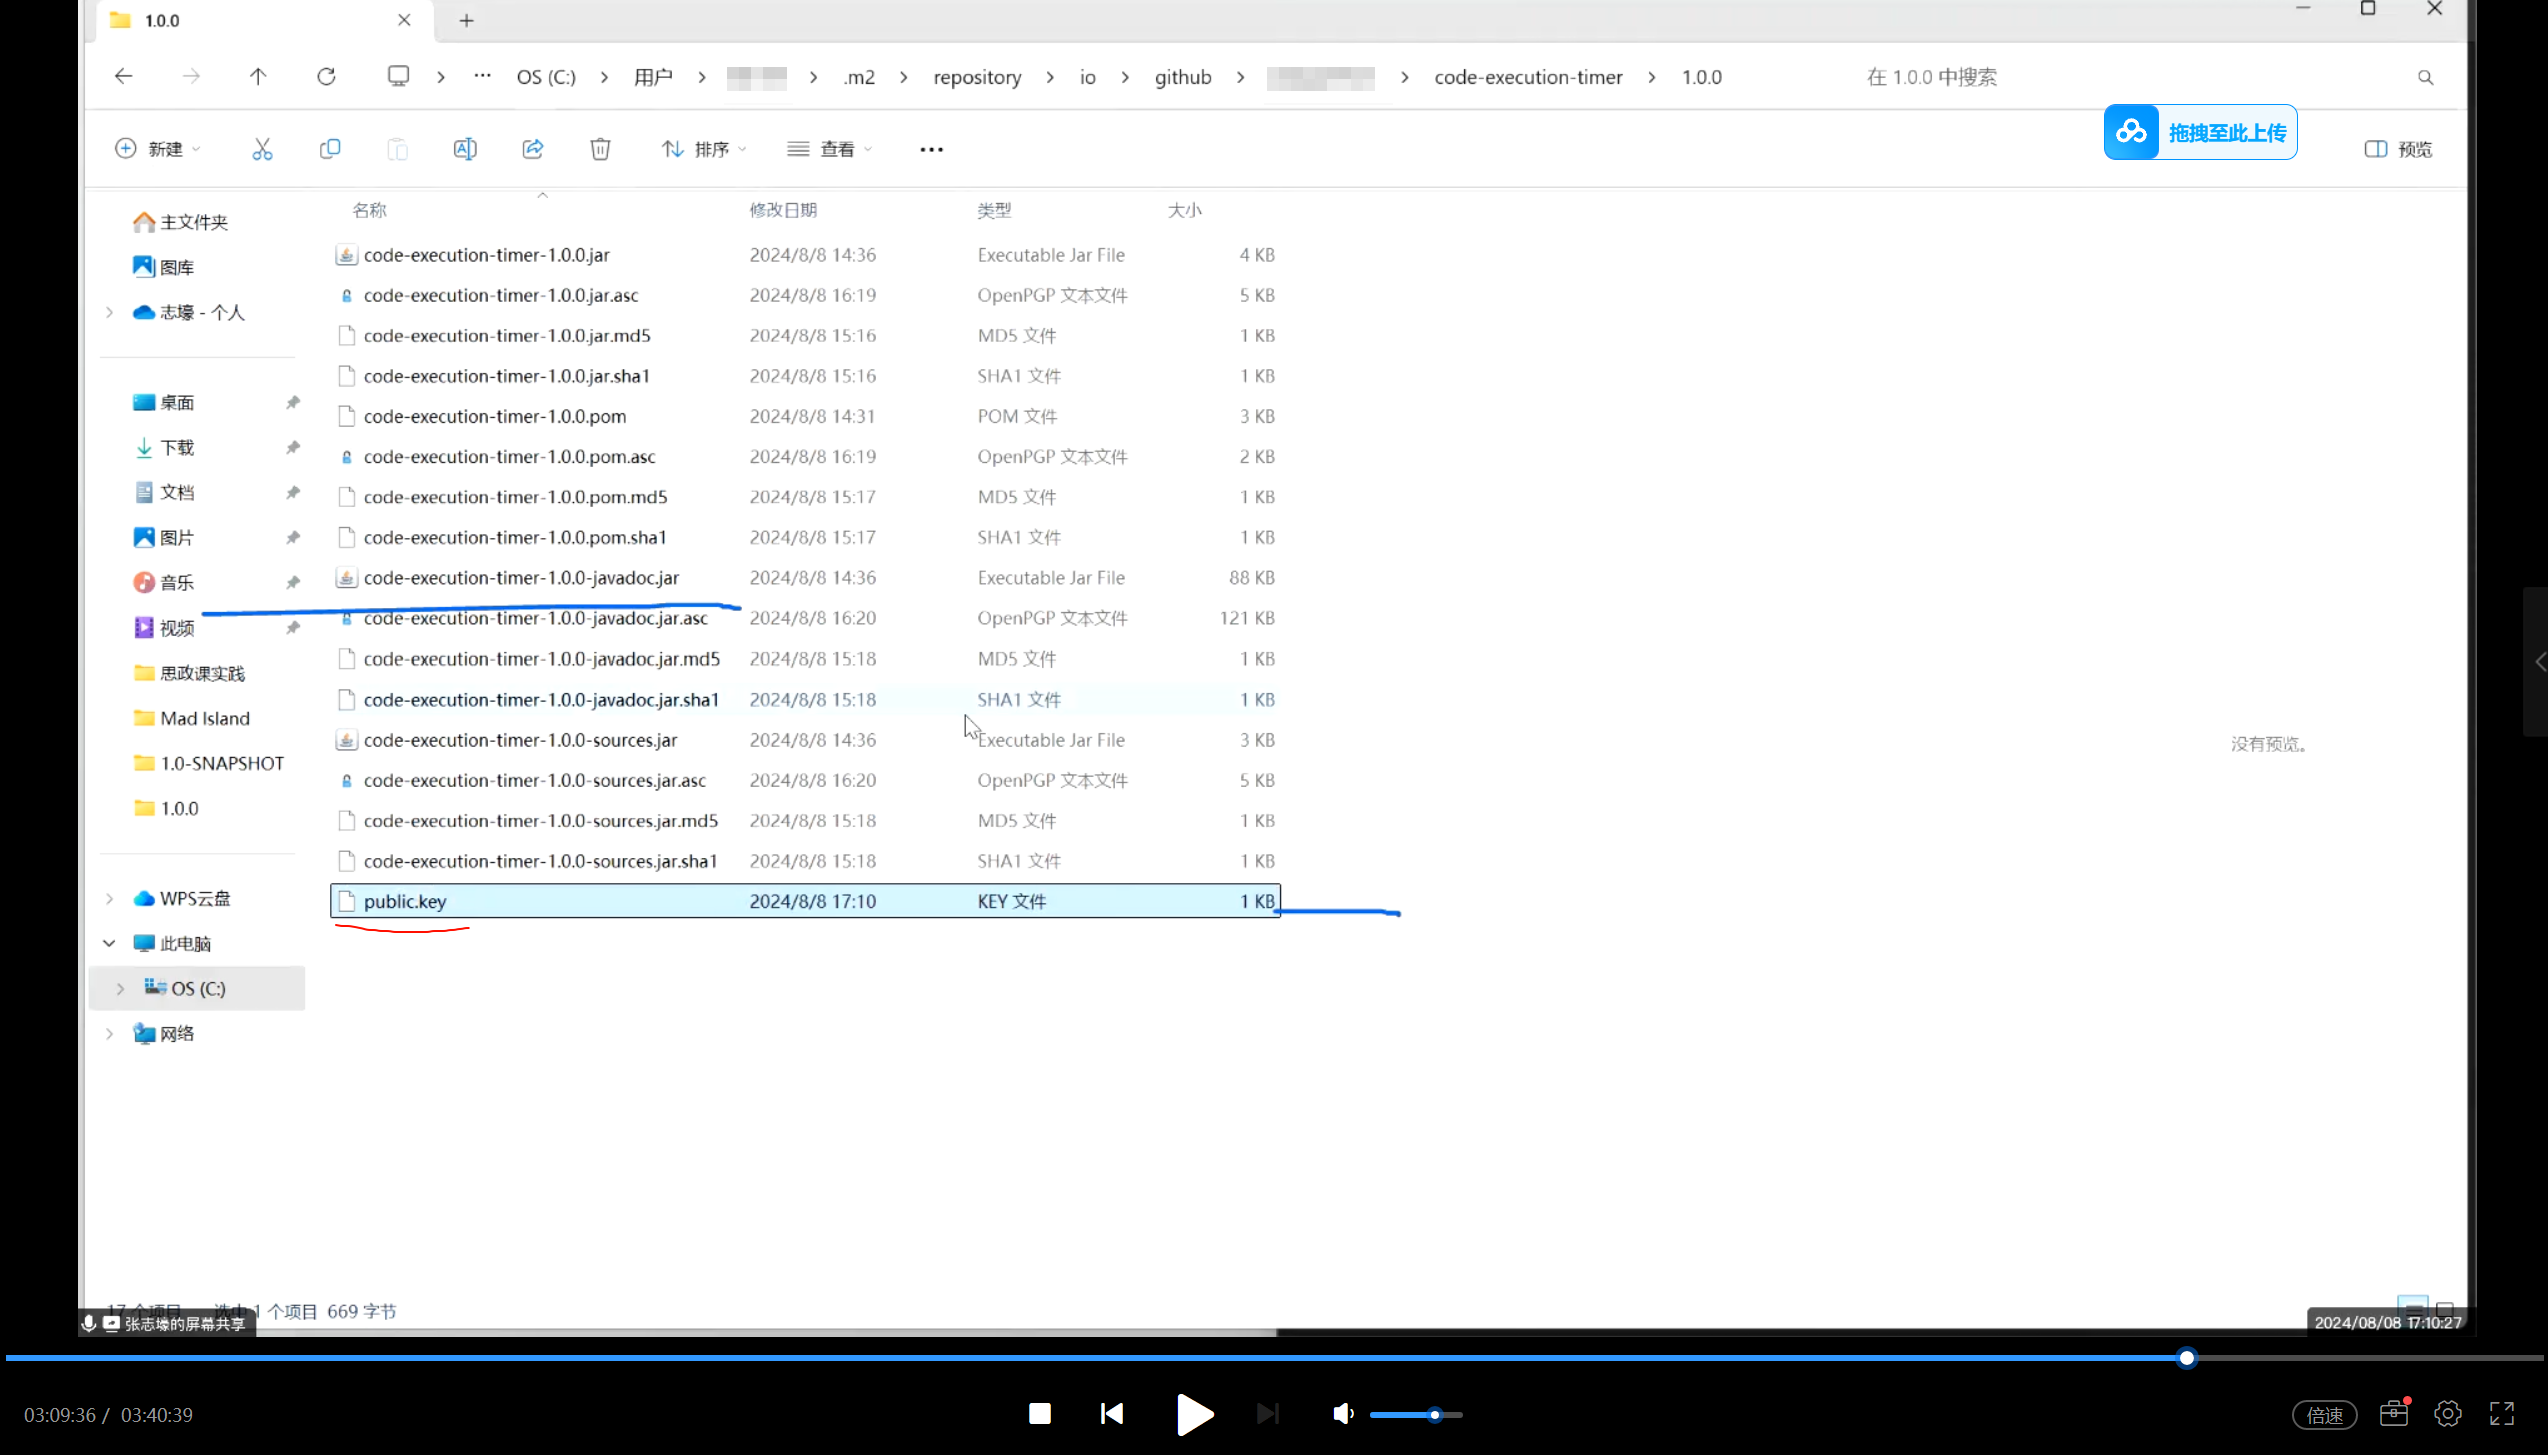 1.0.0
OS (C:) 用户 .m2 repository io github code-execution-timer 1.0.0 在 1.0.0 中搜索
新建 排序 查看 拖拽至此上传 预览
主文件夹
图库
志壕 - 个人
桌面
下载
文档
图片
音乐
视频
思政课实践
Mad Island
1.0-SNAPSHOT
1.0.0
WPS云盘
此电脑
OS (C:)
网络
名称 修改日期 类型 大小
code-execution-timer-1.0.0.jar 2024/8/8 14:36 Executable Jar File 4 KB
code-execution-timer-1.0.0.jar.asc 2024/8/8 16:19 OpenPGP 文本文件 5 KB
code-execution-timer-1.0.0.jar.md5 2024/8/8 15:16 MD5 文件 1 KB
code-execution-timer-1.0.0.jar.sha1 2024/8/8 15:16 SHA1 文件 1 KB
code-execution-timer-1.0.0.pom 2024/8/8 14:31 POM 文件 3 KB
code-execution-timer-1.0.0.pom.asc 2024/8/8 16:19 OpenPGP 文本文件 2 KB
code-execution-timer-1.0.0.pom.md5 2024/8/8 15:17 MD5 文件 1 KB
code-execution-timer-1.0.0.pom.sha1 2024/8/8 15:17 SHA1 文件 1 KB
code-execution-timer-1.0.0-javadoc.jar 2024/8/8 14:36 Executable Jar File 88 KB
code-execution-timer-1.0.0-javadoc.jar.asc 2024/8/8 16:20 OpenPGP 文本文件 121 KB
code-execution-timer-1.0.0-javadoc.jar.md5 2024/8/8 15:18 MD5 文件 1 KB
code-execution-timer-1.0.0-javadoc.jar.sha1 2024/8/8 15:18 SHA1 文件 1 KB
code-execution-timer-1.0.0-sources.jar 2024/8/8 14:36 Executable Jar File 3 KB
code-execution-timer-1.0.0-sources.jar.asc 2024/8/8 16:20 OpenPGP 文本文件 5 KB
code-execution-timer-1.0.0-sources.jar.md5 2024/8/8 15:18 MD5 文件 1 KB
code-execution-timer-1.0.0-sources.jar.sha1 2024/8/8 15:18 SHA1 文件 1 KB
public.key 2024/8/8 17:10 KEY 文件 1 KB
没有预览。
17 个项目 选中 1 个项目 669 字节
张志壕的屏幕共享
2024/08/08 17:10:27
03:09:36 / 03:40:39
倍速